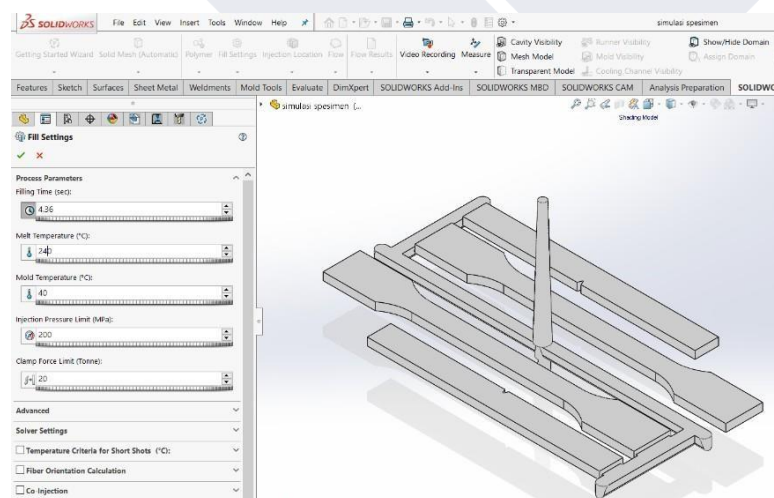 SOLIDWORKS File Edit View Insert Tools Window Help simulasi spesimen
Getting Started Wizard Solid Mesh (Automatic) Polymer Fill Settings Injection Location Flow Flow Results Video Recording Measure Cavity Visibility Runner Visibility Show/Hide Domain
Mesh Model Mold Visibility Assign Domain
Transparent Model Cooling Channel Visibility
Features Sketch Surfaces Sheet Metal Weldments Mold Tools Evaluate DimXpert SOLIDWORKS Add-Ins SOLIDWORKS MBD SOLIDWORKS CAM Analysis Preparation SOLIDWO
simulasi spesimen (...
Shading Model
Fill Settings
Process Parameters
Filling Time (sec):
4.36
Melt Temperature (°C):
240
Mold Temperature (°C):
40
Injection Pressure Limit (MPa):
200
Clamp Force Limit (Tonne):
20
Advanced
Solver Settings
Temperature Criteria for Short Shots (°C):
Fiber Orientation Calculation
Co-Injection